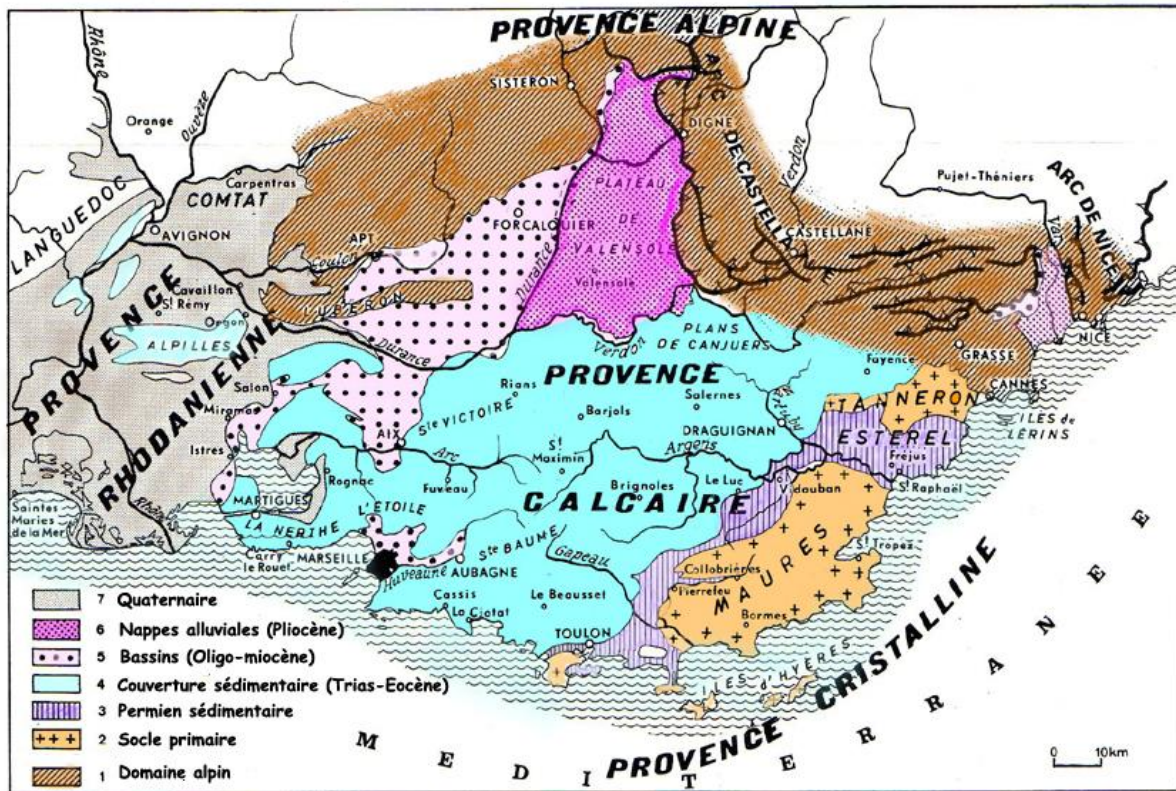 PROVENCE ALPINE
Rhône
Orange
Ouvèze
SISTERON
ARC DE CASTELLANE
DIGNE
Verdon
Carpentras
COMTAT
LANGUEDOC
AVIGNON
PLATEAU
DE
VALENSOLE
FORCALQUIER
Pujet-Théniers
ARC DE NICE
Var
APT
Coulon
Durance
Valensole
CASTELLANE
Cavaillon
St Rémy
LUBERON
Orgon
ALPILLES
PROVENCE
RHODANIENNE
Durance
Verdon
PLANS
DE CANJUERS
NICE
GRASSE
Fayence
CANNES
TANNERON
ILES de
LÉRINS
Salon
Miramas
Rians
PROVENCE
Ste VICTOIRE
Barjols
Salernes
AIX
DRAGUIGNAN
ESTEREL
Istres
Arc
St
Maximin
Argens
Fréjus
St Raphaël
Rognac
Fuveau
Brignoles
Le Luc
Vidauban
CALCAIRE
MARTIGUES
L'ÉTOILE
Saintes
Maries
de la Mer
Rhône
LA NERTHE
Carry
le Rouet
MARSEILLE
Ste BAUME
Gapeau
St Tropez
Huveaune
AUBAGNE
Collobrières
Pierrefeu
MAURES
Cassis
La Ciotat
Le Beausset
Bormes
TOULON
ILES d'HYÈRES
PROVENCE CRISTALLINE
MEDITERRANEE
7 Quaternaire
6 Nappes alluviales (Pliocène)
5 Bassins (Oligo-miocène)
4 Couverture sédimentaire (Trias-Eocène)
3 Permien sédimentaire
2 Socle primaire
1 Domaine alpin
0 10km